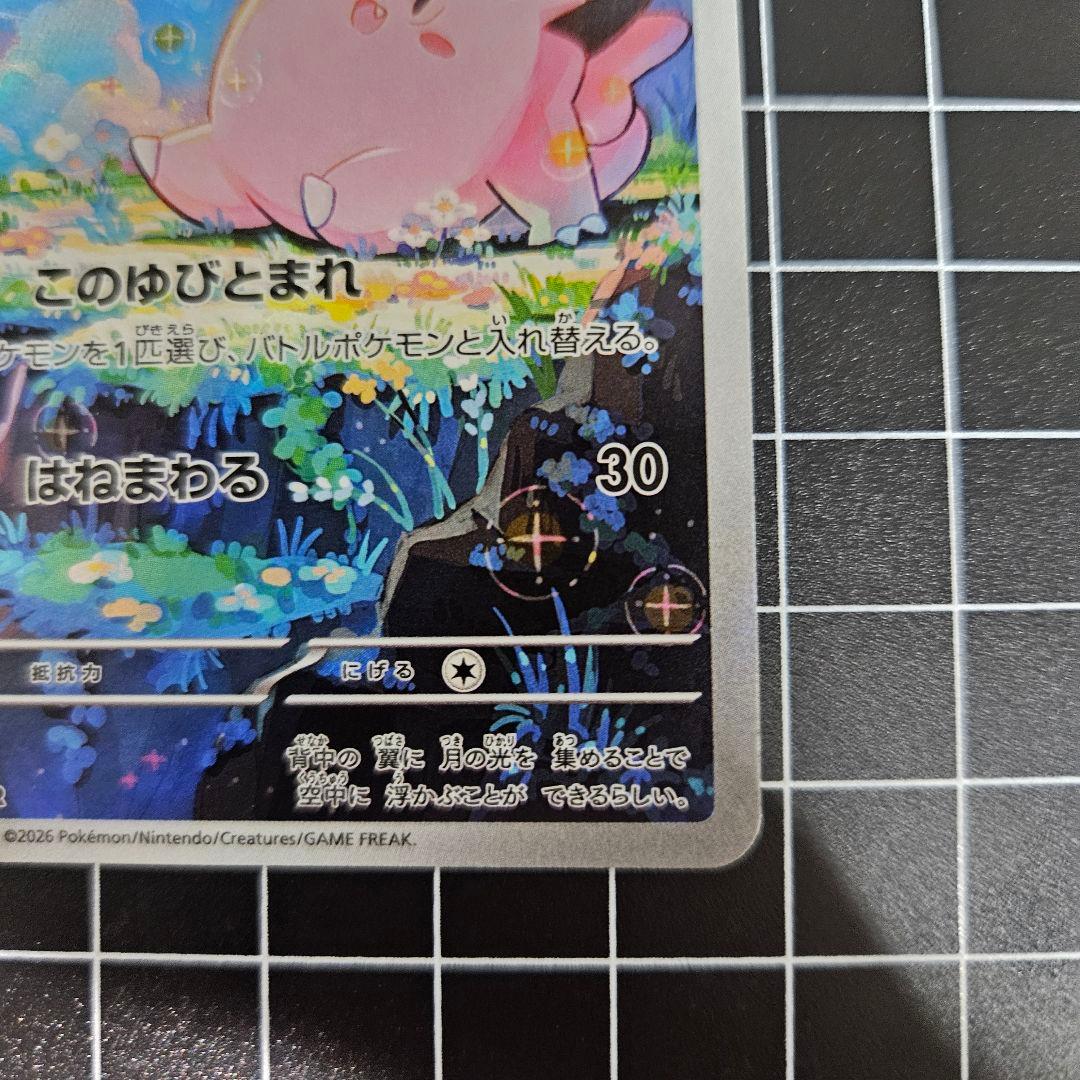 このゆびとまれ
ケモンを1匹選び、バトルポケモンと入れ替える。
はねまわる 30
抵抗力 にげる
背中の 翼に 月の光を 集めることで
空中に 浮かぶことが できるらしい。
©2026 Pokémon/Nintendo/Creatures/GAME FREAK.